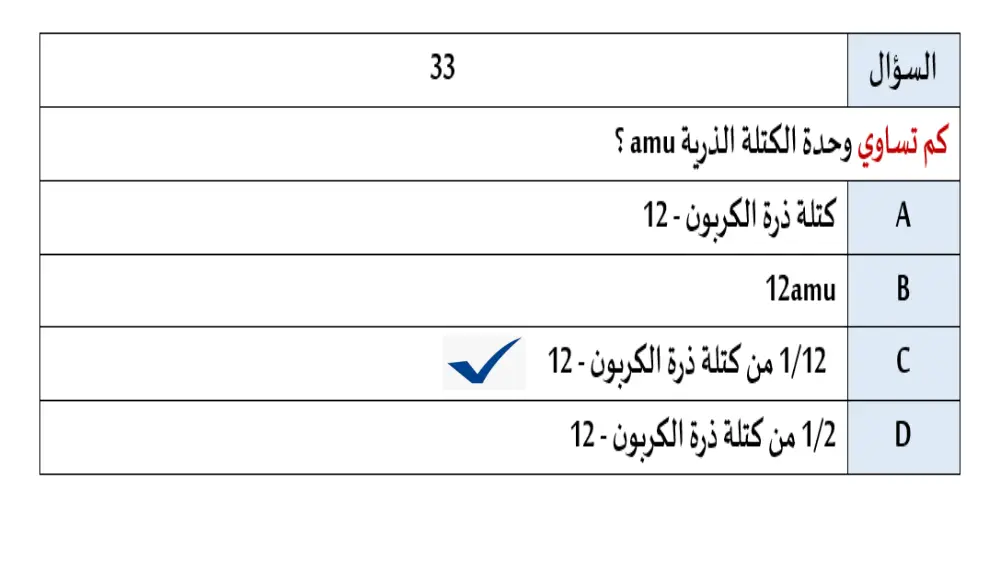 السؤال 33
كم تساوي وحدة الكتلة الذرية amu ؟
A كتلة ذرة الكربون - 12
B 12amu
C 1/12 من كتلة ذرة الكربون - 12
D 1/2 من كتلة ذرة الكربون - 12